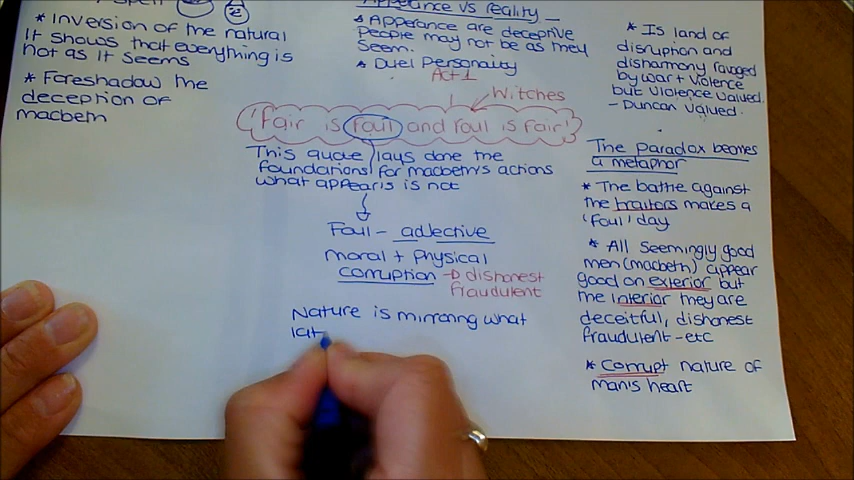 spell
* Inversion of the natural
It shows that everything is
not as it seems
* Foreshadow the
deception of
macbeth
Apperance vs reality
* Apperance are deceptive
People may not be as they
seem.
* Duel Personality
Act 1
Witches
'Fair is foul and foul is fair'
This quote lays done the
foundations for macbeth's actions
what appears is not
Foul - adjective
moral + physical
corruption → dishonest
fraudulent
Nature is mirroring what
lat
* Is land of
disruption and
disharmony ravaged
by war + violence
but violence valued.
- Duncan valued.
The paradox becomes
a metaphor
* The battle against
the traitors makes a
'foul' day
* All seemingly good
men (macbeth) appear
good on exterior but
the interior they are
deceitful, dishonest
fraudulent - etc
* Corrupt nature of
man's heart